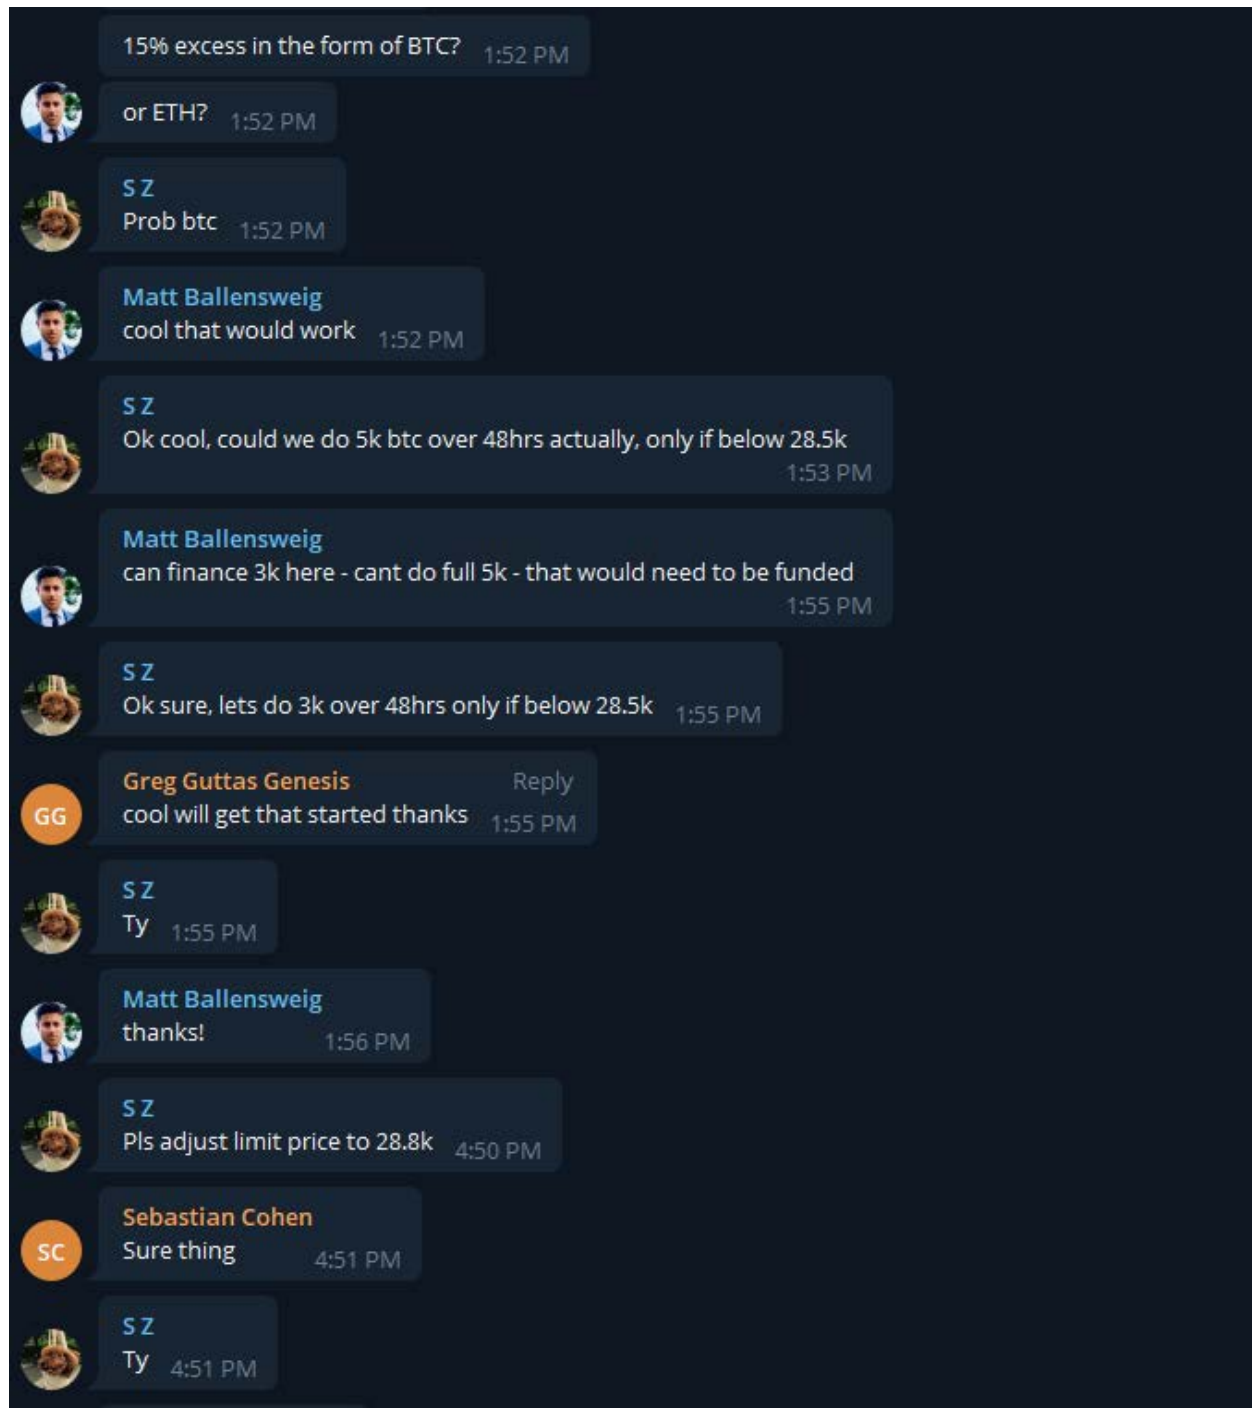 15% excess in the form of BTC? 1:52 PM
or ETH? 1:52 PM
S Z
Prob btc 1:52 PM
Matt Ballensweig
cool that would work 1:52 PM
S Z
Ok cool, could we do 5k btc over 48hrs actually, only if below 28.5k
1:53 PM
Matt Ballensweig
can finance 3k here - cant do full 5k - that would need to be funded
1:55 PM
S Z
Ok sure, lets do 3k over 48hrs only if below 28.5k 1:55 PM
Greg Guttas Genesis Reply
GG cool will get that started thanks 1:55 PM
S Z
Ty 1:55 PM
Matt Ballensweig
thanks! 1:56 PM
S Z
Pls adjust limit price to 28.8k 4:50 PM
Sebastian Cohen
SC Sure thing 4:51 PM
S Z
Ty 4:51 PM